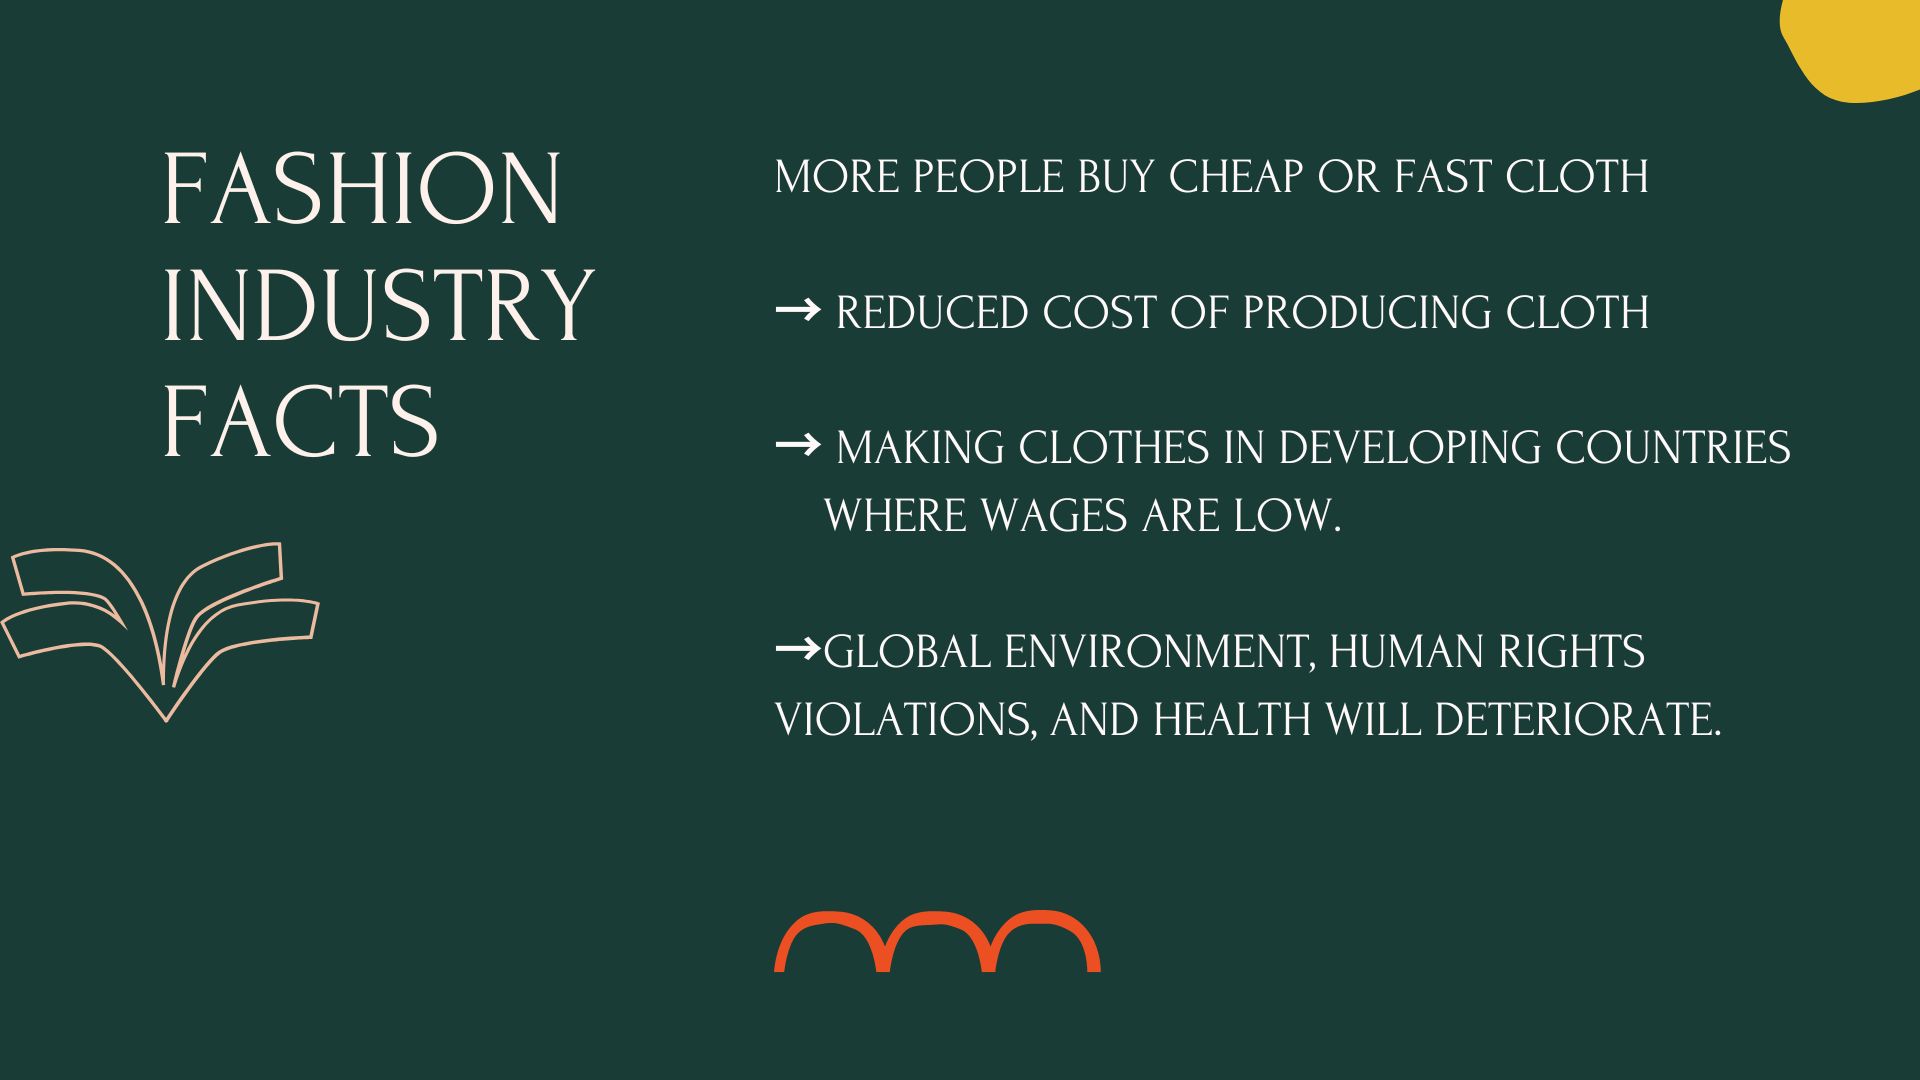 FASHION
INDUSTRY
FACTS
MORE PEOPLE BUY CHEAP OR FAST CLOTH
→ REDUCED COST OF PRODUCING CLOTH
→ MAKING CLOTHES IN DEVELOPING COUNTRIES
WHERE WAGES ARE LOW.
→GLOBAL ENVIRONMENT, HUMAN RIGHTS
VIOLATIONS, AND HEALTH WILL DETERIORATE.